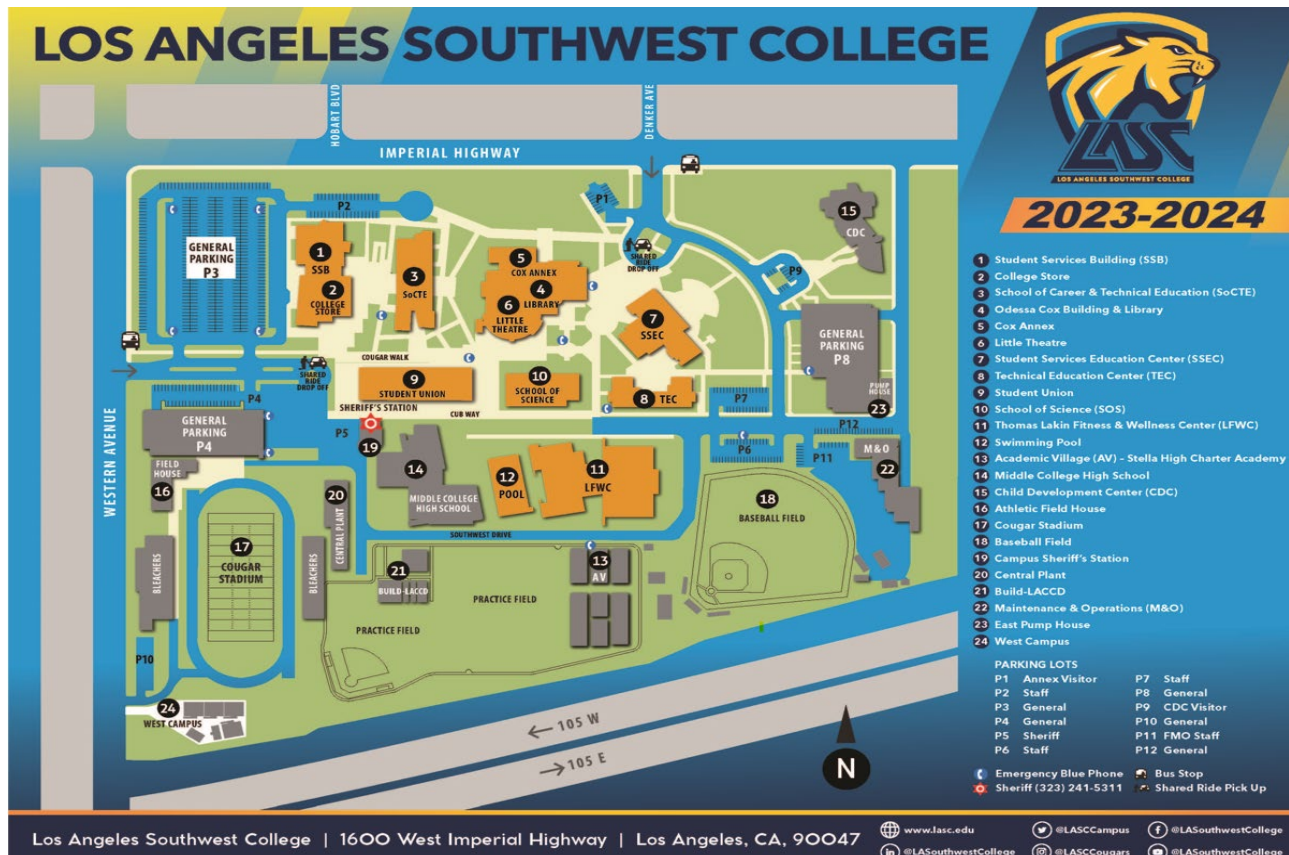 LOS ANGELES SOUTHWEST COLLEGE
LASC
LOS ANGELES SOUTHWEST COLLEGE
2023-2024
HOBART BLVD
DENKER AVE
IMPERIAL HIGHWAY
WESTERN AVENUE
P2
P1
15
CDC
GENERAL
PARKING
P3
1
SSB
2
COLLEGE
STORE
3
SoCTE
5
COX ANNEX
4
LIBRARY
6
LITTLE
THEATRE
SHARED
RIDE
DROP OFF
P9
7
SSEC
GENERAL
PARKING
P8
PUMP
HOUSE
23
COUGAR WALK
SHARED
RIDE
DROP OFF
9
STUDENT UNION
10
SCHOOL OF
SCIENCE
8 TEC
P7
SHERIFF'S STATION
CUB WAY
P4
GENERAL
PARKING
P4
P5
19
P12
P6
P11
M&O
22
FIELD
HOUSE
16
14
MIDDLE COLLEGE
HIGH SCHOOL
12
POOL
11
LFWC
20
CENTRAL PLANT
18
BASEBALL FIELD
SOUTHWEST DRIVE
17
COUGAR
STADIUM
BLEACHERS
BLEACHERS
21
BUILD-LACCD
13
AV
PRACTICE FIELD
PRACTICE FIELD
P10
24
WEST CAMPUS
105 W
105 E
N
1 Student Services Building (SSB)
2 College Store
3 School of Career & Technical Education (SoCTE)
4 Odessa Cox Building & Library
5 Cox Annex
6 Little Theatre
7 Student Services Education Center (SSEC)
8 Technical Education Center (TEC)
9 Student Union
10 School of Science (SOS)
11 Thomas Lakin Fitness & Wellness Center (LFWC)
12 Swimming Pool
13 Academic Village (AV) - Stella High Charter Academy
14 Middle College High School
15 Child Development Center (CDC)
16 Athletic Field House
17 Cougar Stadium
18 Baseball Field
19 Campus Sheriff's Station
20 Central Plant
21 Build-LACCD
22 Maintenance & Operations (M&O)
23 East Pump House
24 West Campus
PARKING LOTS
P1 Annex Visitor
P2 Staff
P3 General
P4 General
P5 Sheriff
P6 Staff
P7 Staff
P8 General
P9 CDC Visitor
P10 General
P11 FMO Staff
P12 General
Emergency Blue Phone
Bus Stop
Sheriff (323) 241-5311
Shared Ride Pick Up
Los Angeles Southwest College | 1600 West Imperial Highway | Los Angeles, CA, 90047
www.lasc.edu
@LASCCampus
@LASouthwestCollege
@LASouthwestCollege
@LASCCougars
@LASouthwestCollege